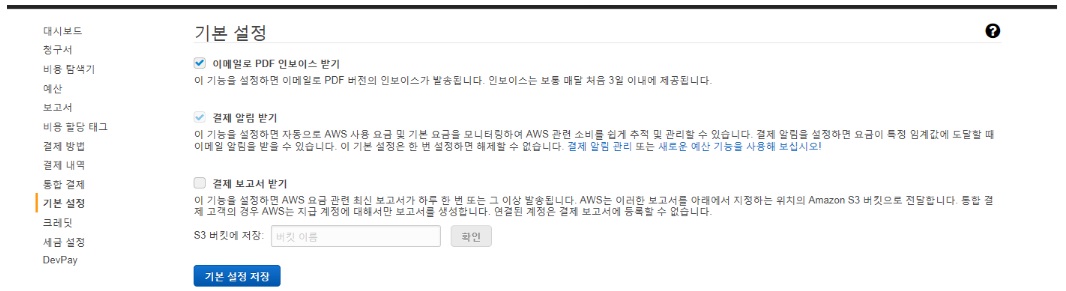 대시보드
청구서
비용 탐색기
예산
보고서
비용 할당 태그
결제 방법
결제 내역
통합 결제
기본 설정
크레딧
세금 설정
DevPay
기본 설정
?
이메일로 PDF 인보이스 받기
이 기능을 설정하면 이메일로 PDF 버전의 인보이스가 발송됩니다. 인보이스는 보통 매달 처음 3일 이내에 제공됩니다.
결제 알림 받기
이 기능을 설정하면 자동으로 AWS 사용 요금 및 기본 요금을 모니터링하여 AWS 관련 소비를 쉽게 추적 및 관리할 수 있습니다. 결제 알림을 설정하면 요금이 특정 임계값에 도달할 때
이메일 알림을 받을 수 있습니다. 이 기본 설정은 한 번 설정하면 해제할 수 없습니다. 결제 알림 관리 또는 새로운 예산 기능을 사용해 보십시오!
결제 보고서 받기
이 기능을 설정하면 AWS 요금 관련 최신 보고서가 하루 한 번 또는 그 이상 발송됩니다. AWS는 이러한 보고서를 아래에서 지정하는 위치의 Amazon S3 버킷으로 전달합니다. 통합 결
제 고객의 경우 AWS는 지급 계정에 대해서만 보고서를 생성합니다. 연결된 계정은 결제 보고서에 등록할 수 없습니다.
S3 버킷에 저장: 버킷 이름 확인
기본 설정 저장